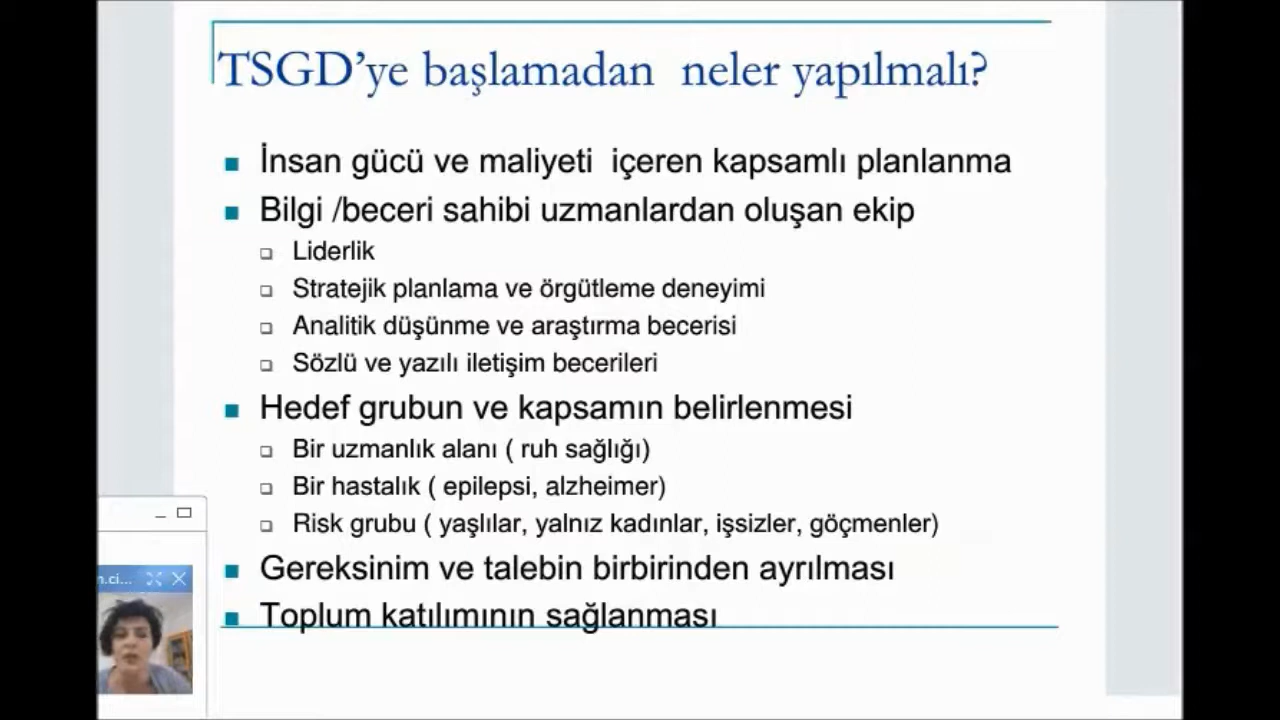 TSGD'ye başlamadan neler yapılmalı?
İnsan gücü ve maliyeti içeren kapsamlı planlanma
Bilgi /beceri sahibi uzmanlardan oluşan ekip
Liderlik
Stratejik planlama ve örgütleme deneyimi
Analitik düşünme ve araştırma becerisi
Sözlü ve yazılı iletişim becerileri
Hedef grubun ve kapsamın belirlenmesi
Bir uzmanlık alanı ( ruh sağlığı)
Bir hastalık ( epilepsi, alzheimer)
Risk grubu ( yaşlılar, yalnız kadınlar, işsizler, göçmenler)
Gereksinim ve talebin birbirinden ayrılması
Toplum katılımının sağlanması